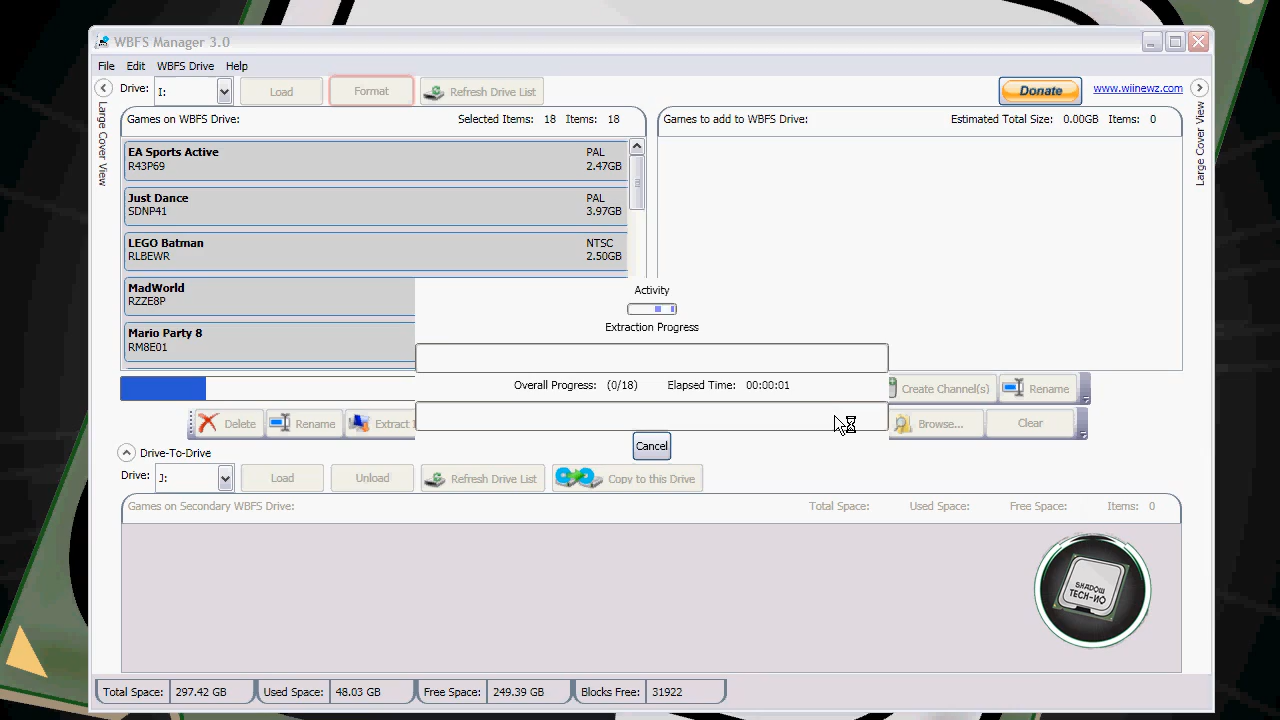 WBFS Manager 3.0
File Edit WBFS Drive Help
Drive: I: Load Format Refresh Drive List Donate www.wiinewz.com
Large Cover View
Games on WBFS Drive: Selected Items: 18 Items: 18
Games to add to WBFS Drive: Estimated Total Size: 0.00GB Items: 0
Large Cover View
EA Sports Active PAL
R43P69 2.47GB
Just Dance PAL
SDNP41 3.97GB
LEGO Batman NTSC
RLBEWR 2.50GB
MadWorld
RZZE8P
Mario Party 8
RM8E01
Activity
Extraction Progress
Overall Progress: (0/18) Elapsed Time: 00:00:01
Create Channel(s) Rename
Delete Rename Extract
Browse... Clear
Cancel
Drive-To-Drive
Drive: J: Load Unload Refresh Drive List Copy to this Drive
Games on Secondary WBFS Drive: Total Space: Used Space: Free Space: Items: 0
SHADOW
TECH-NO
Total Space: 297.42 GB Used Space: 48.03 GB Free Space: 249.39 GB Blocks Free: 31922